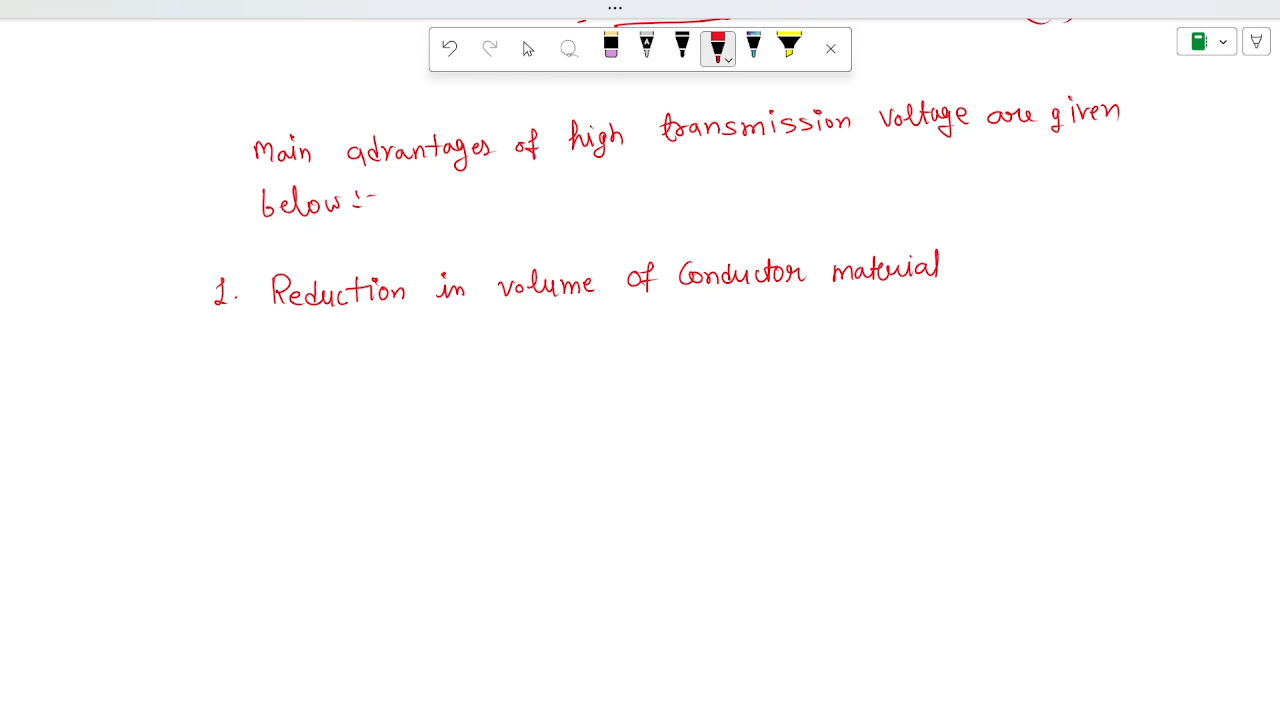 Main advantages of high transmission voltage are given
below :-
1. Reduction in volume of Conductor material